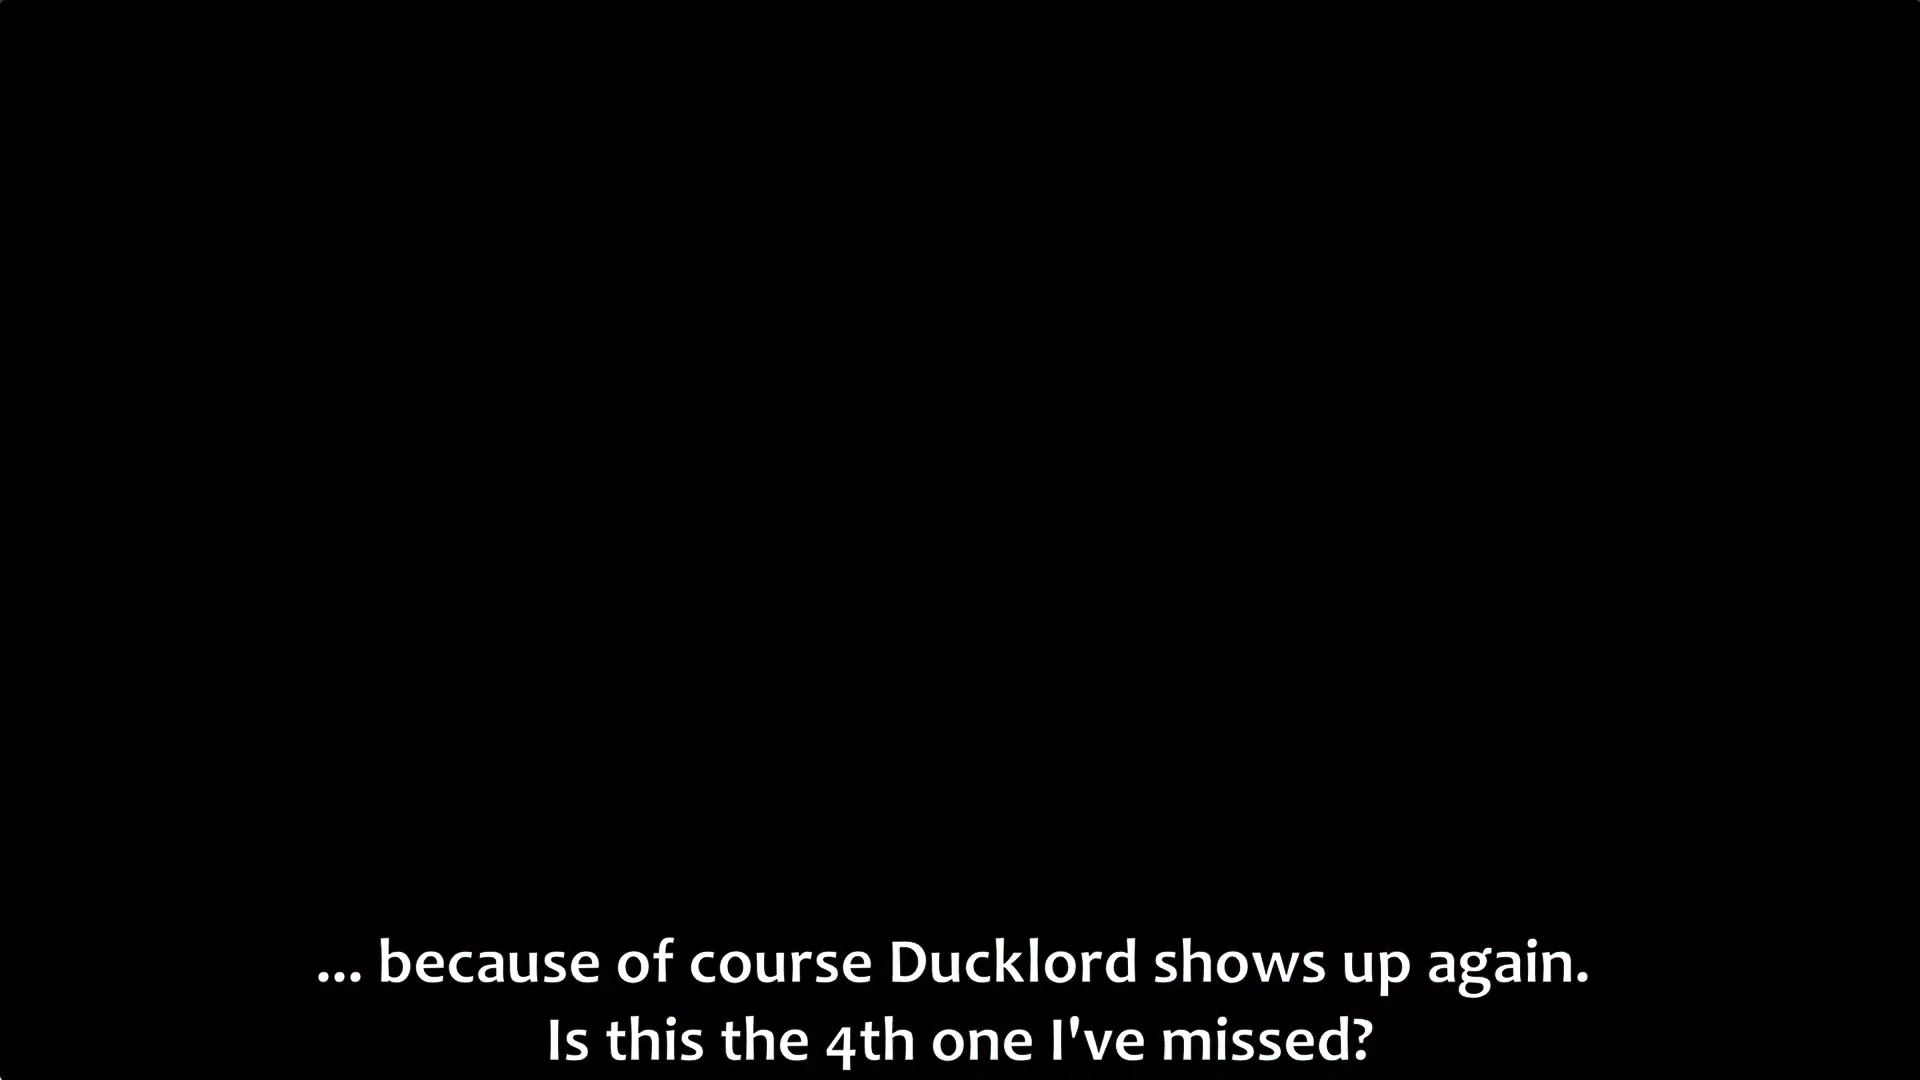 ... because of course Ducklord shows up again.
Is this the 4th one I've missed?